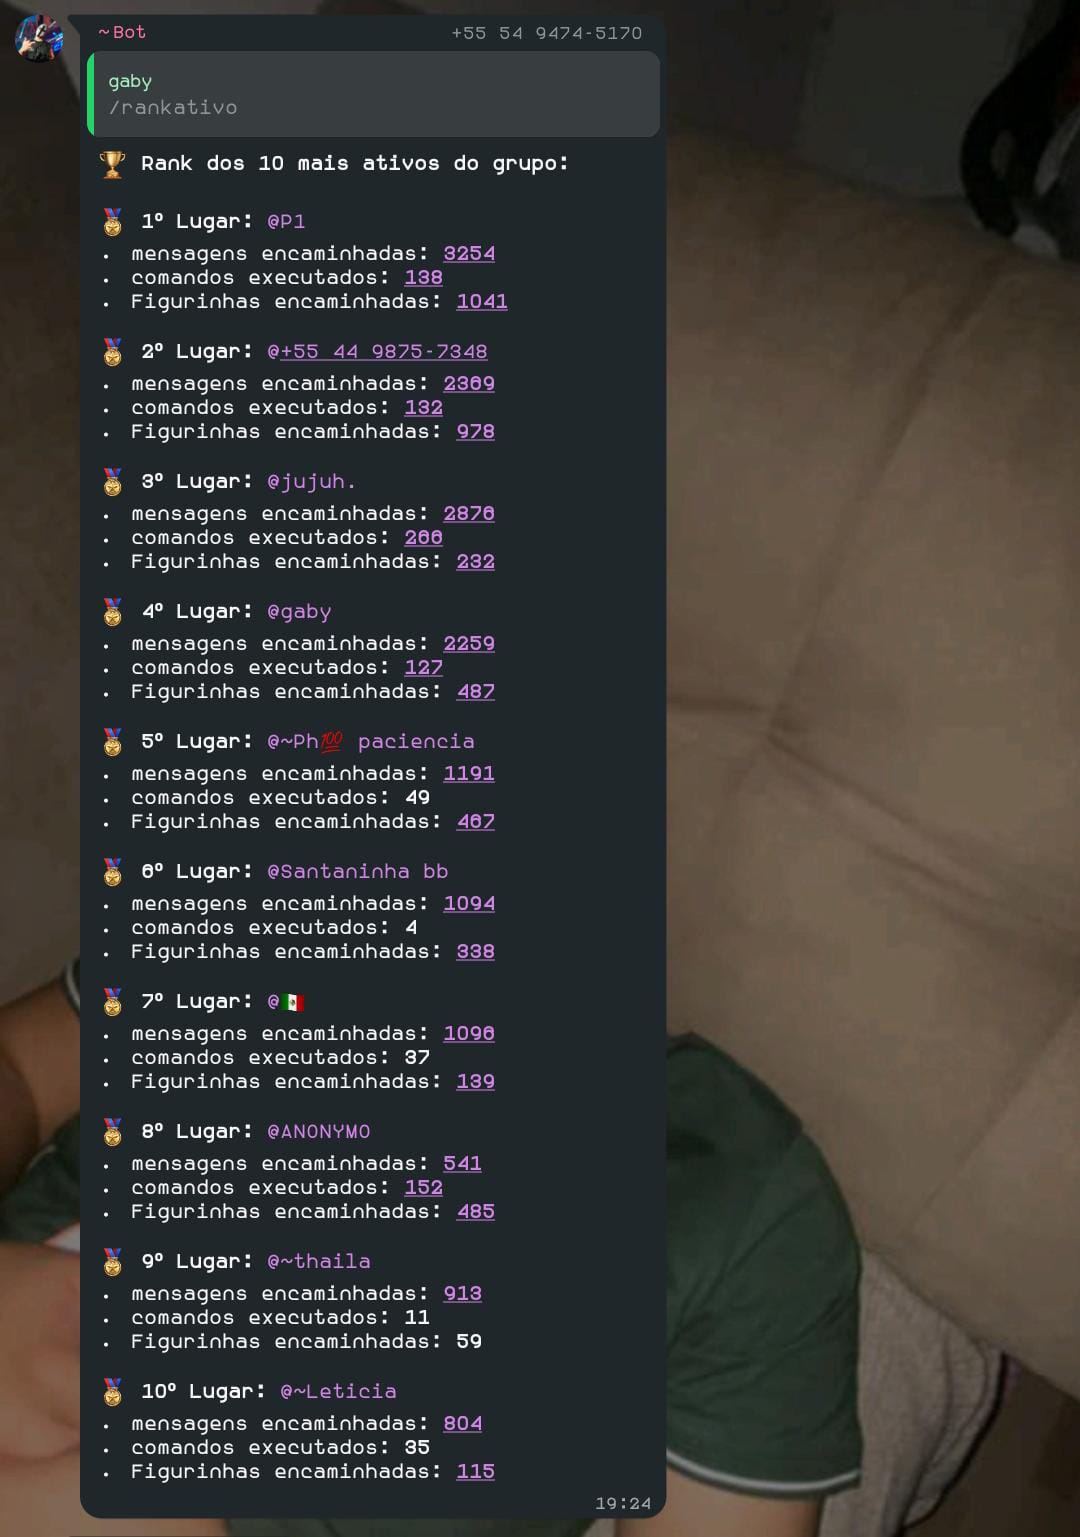 ~Bot +55 54 9474-5170
gaby
/rankativo
🏆 Rank dos 10 mais ativos do grupo:
🏅 1º Lugar: @P1
• mensagens encaminhadas: 3254
• comandos executados: 138
• Figurinhas encaminhadas: 1041
🏅 2º Lugar: @+55 44 9875-7348
• mensagens encaminhadas: 2369
• comandos executados: 132
• Figurinhas encaminhadas: 978
🏅 3º Lugar: @jujuh.
• mensagens encaminhadas: 2876
• comandos executados: 266
• Figurinhas encaminhadas: 232
🏅 4º Lugar: @gaby
• mensagens encaminhadas: 2259
• comandos executados: 127
• Figurinhas encaminhadas: 487
🏅 5º Lugar: @~Ph💯 paciencia
• mensagens encaminhadas: 1191
• comandos executados: 49
• Figurinhas encaminhadas: 467
🏅 6º Lugar: @Santaninha bb
• mensagens encaminhadas: 1094
• comandos executados: 4
• Figurinhas encaminhadas: 338
🏅 7º Lugar: @🇲🇽
• mensagens encaminhadas: 1096
• comandos executados: 37
• Figurinhas encaminhadas: 139
🏅 8º Lugar: @ANONYMO
• mensagens encaminhadas: 541
• comandos executados: 152
• Figurinhas encaminhadas: 485
🏅 9º Lugar: @~thaila
• mensagens encaminhadas: 913
• comandos executados: 11
• Figurinhas encaminhadas: 59
🏅 10º Lugar: @~Leticia
• mensagens encaminhadas: 804
• comandos executados: 35
• Figurinhas encaminhadas: 115
19:24